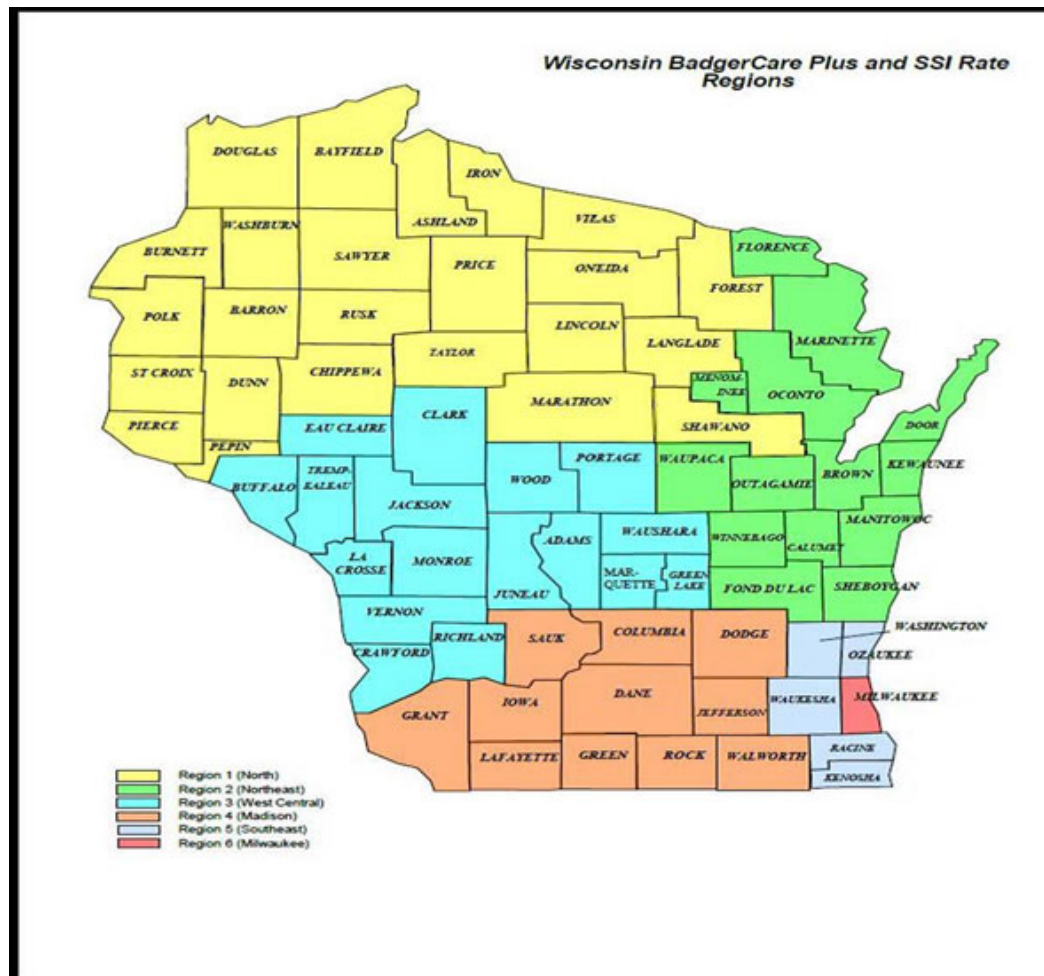 Wisconsin BadgerCare Plus and SSI Rate
Regions
DOUGLAS
BAYFIELD
IRON
ASHLAND
VILAS
WASHBURN
BURNETT
SAWYER
PRICE
ONEIDA
FLORENCE
FOREST
POLK
BARRON
RUSK
LINCOLN
LANGLADE
MARINETTE
TAYLOR
ST CROIX
DUNN
CHIPPEWA
MENOM-
INEE
OCONTO
CLARK
MARATHON
PIERCE
EAU CLAIRE
SHAWANO
DOOR
PEPIN
PORTAGE
WAUPACA
BUFFALO
TREMP-
EALEAU
WOOD
OUTAGAMIE
BROWN
KEWAUNEE
JACKSON
MANITOWOC
ADAMS
WAUSHARA
WINNEBAGO
CALUMET
LA
CROSSE
MONROE
JUNEAU
MAR-
QUETTE
GREEN
LAKE
FOND DU LAC
SHEBOYGAN
VERNON
RICHLAND
SAUK
COLUMBIA
DODGE
WASHINGTON
CRAWFORD
OZAUKEE
GRANT
IOWA
DANE
JEFFERSON
WAUKESHA
MILWAUKEE
LAFAYETTE
GREEN
ROCK
WALWORTH
RACINE
KENOSHA
Region 1 (North)
Region 2 (Northeast)
Region 3 (West Central)
Region 4 (Madison)
Region 5 (Southeast)
Region 6 (Milwaukee)